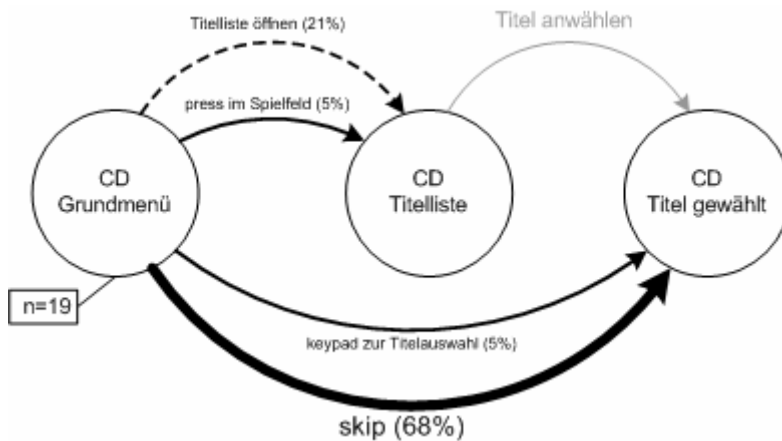 Titelliste öffnen (21%)
Titel anwählen
press im Spielfeld (5%)
CD
Grundmenü
CD
Titelliste
CD
Titel gewählt
n=19
keypad zur Titelauswahl (5%)
skip (68%)